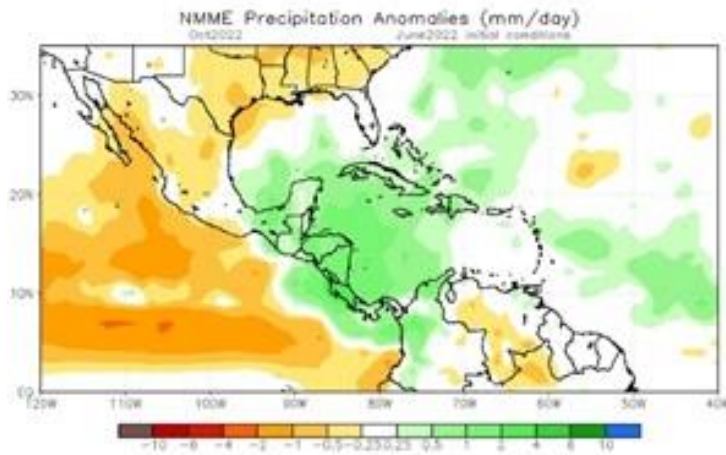 NMME Precipitation Anomalies (mm/day)
Oct2022 June2022 initial conditions
30N
20N
10N
EQ
120W 110W 100W 90W 80W 70W 60W 50W 40W
-10 -8 -4 -2 -1 -0.5 -0.25 0.25 0.5 1 2 4 8 10